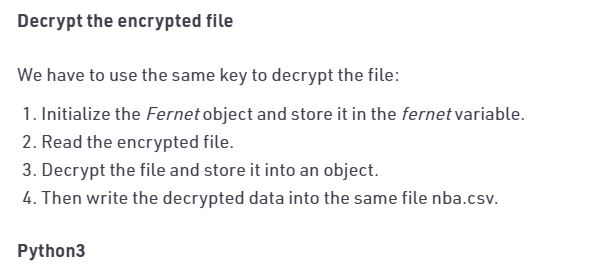 Decrypt the encrypted file
We have to use the same key to decrypt the file:
1. Initialize the Fernet object and store it in the fernet variable.
2. Read the encrypted file.
3. Decrypt the file and store it into an object.
4. Then write the decrypted data into the same file nba.csv.
Python3